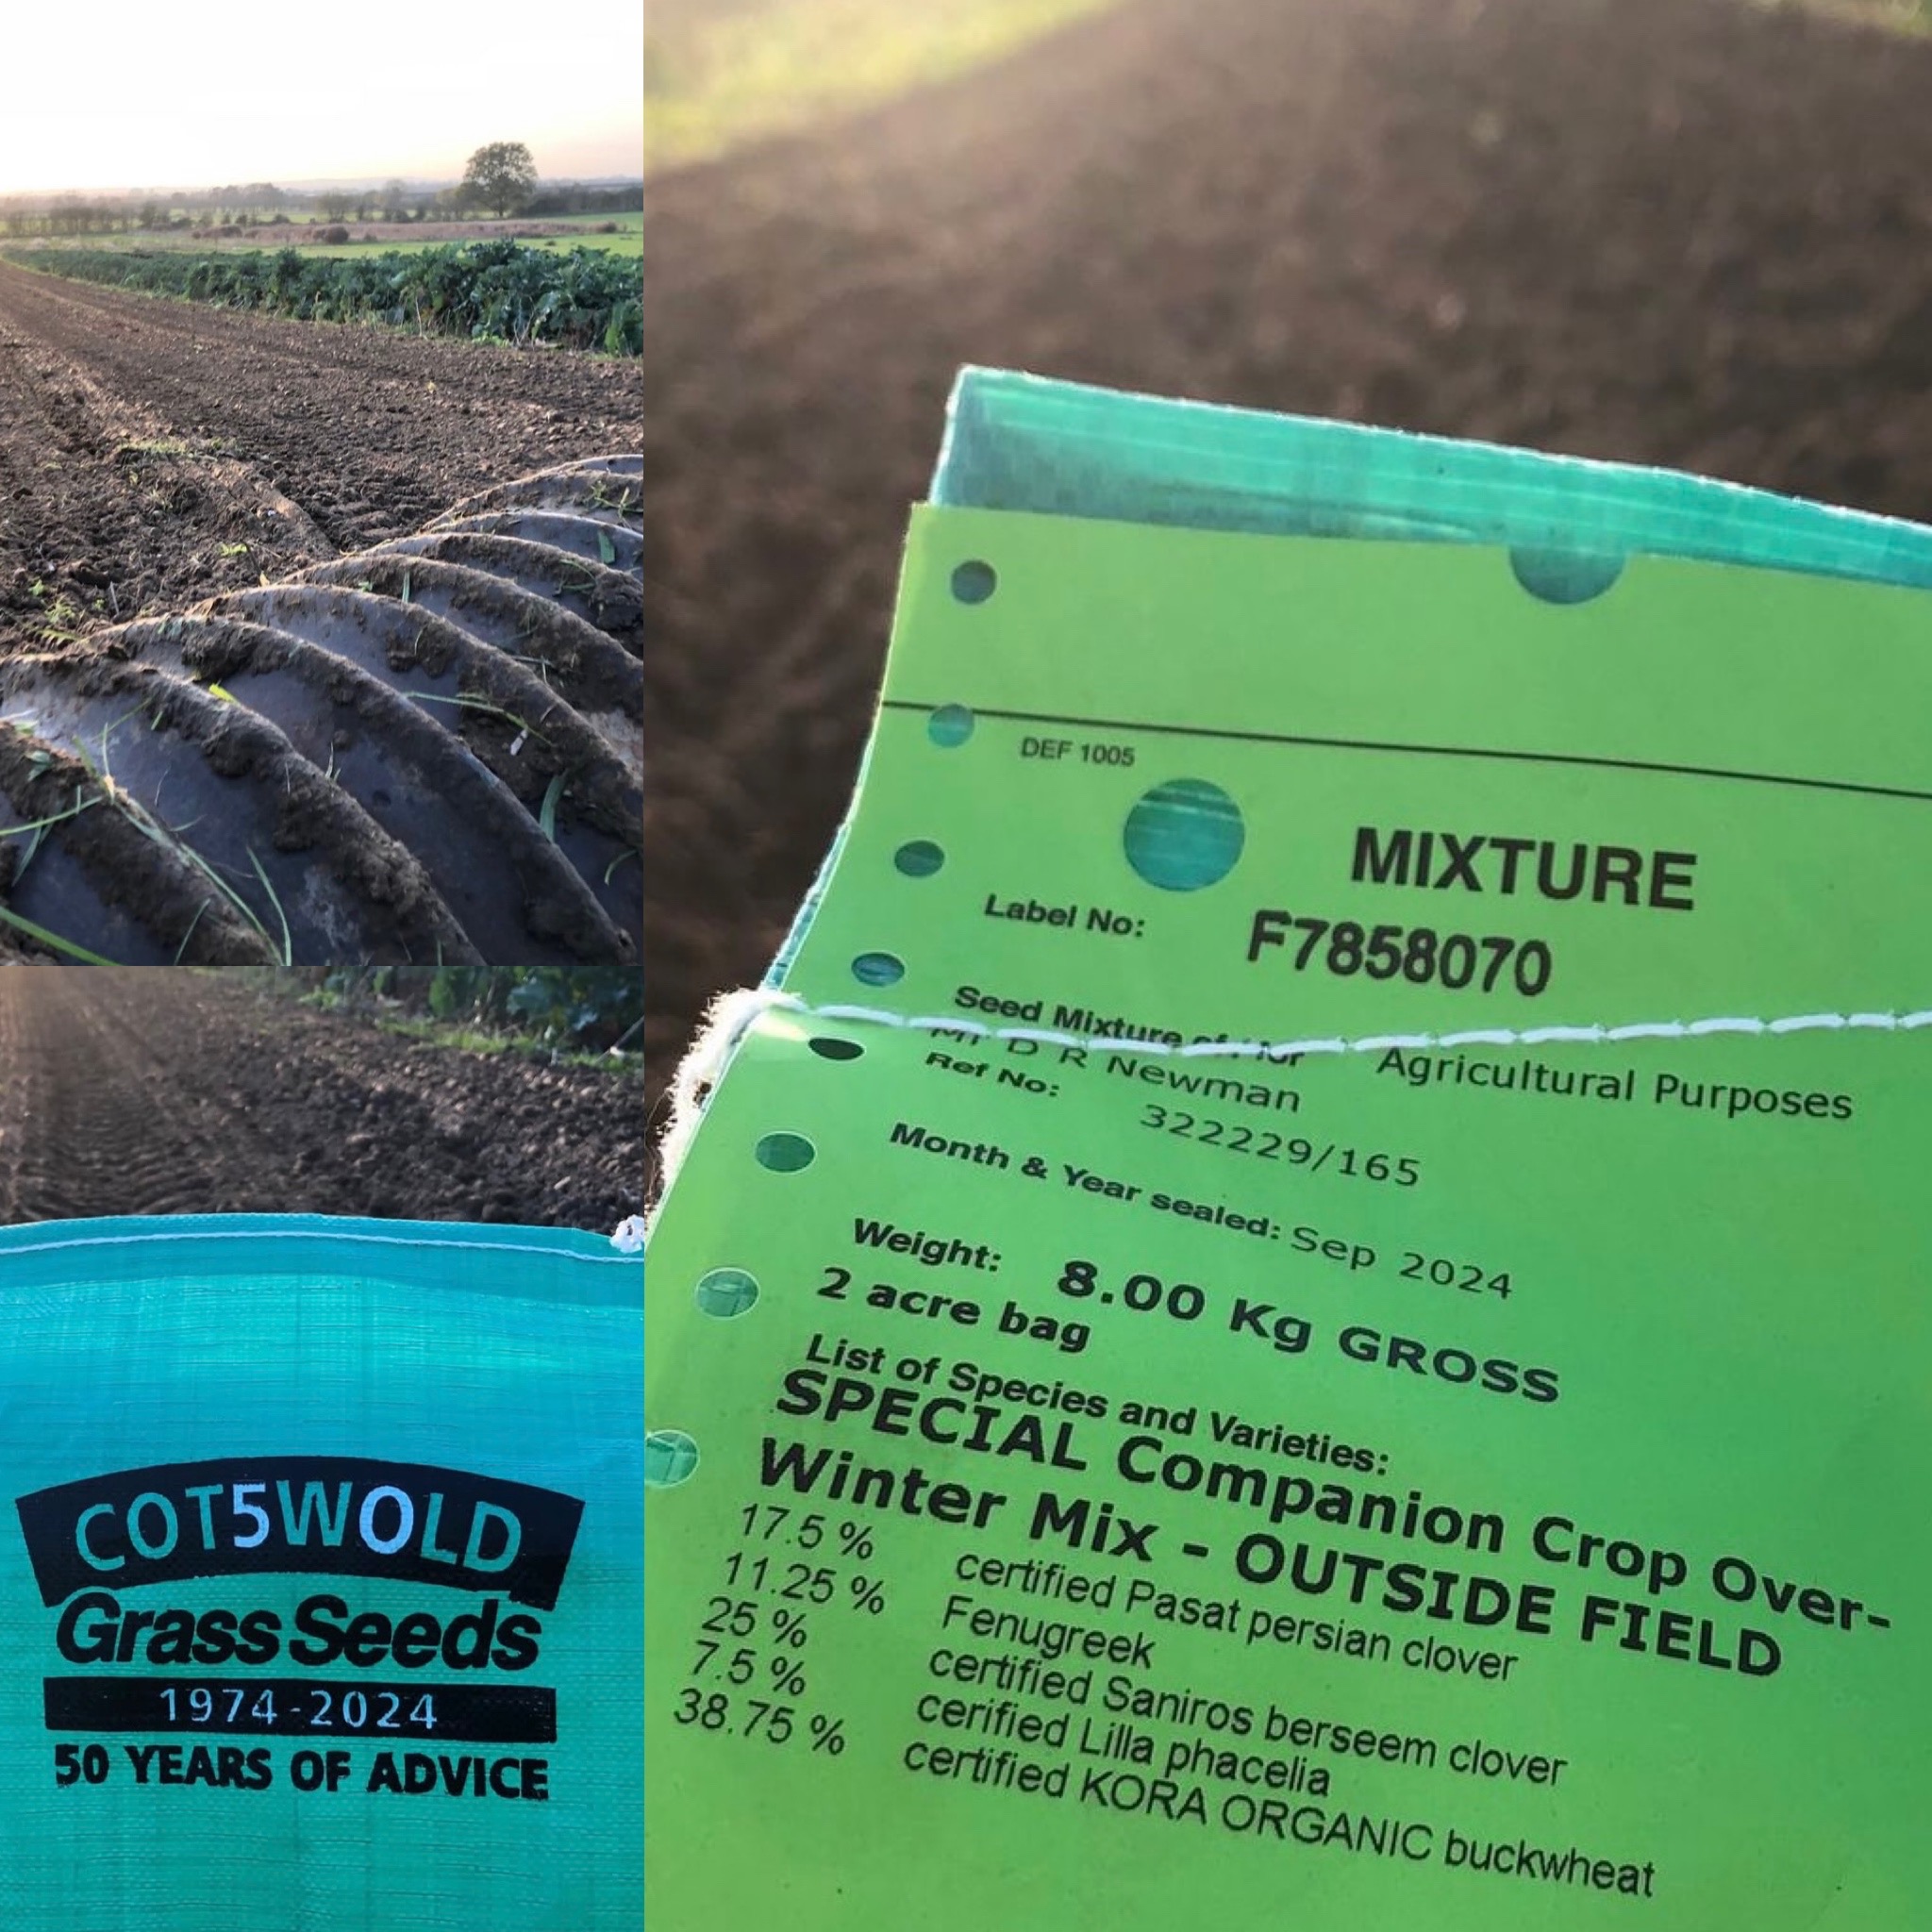 COT5WOLD
Grass Seeds
1974-2024
50 YEARS OF ADVICE
DEF 1005
MIXTURE
Label No: F7858070
Seed Mixture of: for Agricultural Purposes
Mr D R Newman
Ref No: 322229/165
Month & Year sealed: Sep 2024
Weight: 8.00 Kg GROSS
2 acre bag
List of Species and Varieties:
SPECIAL Companion Crop Over-
Winter Mix - OUTSIDE FIELD
17.5 % certified Pasat persian clover
11.25 % Fenugreek
25 % certified Saniros berseem clover
7.5 % cerified Lilla phacelia
38.75 % certified KORA ORGANIC buckwheat